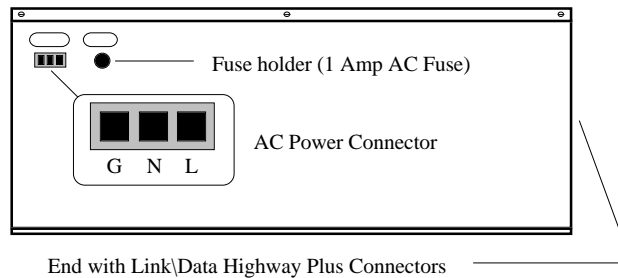 Fuse holder (1 Amp AC Fuse)
AC Power Connector
G N L
End with Link\Data Highway Plus Connectors